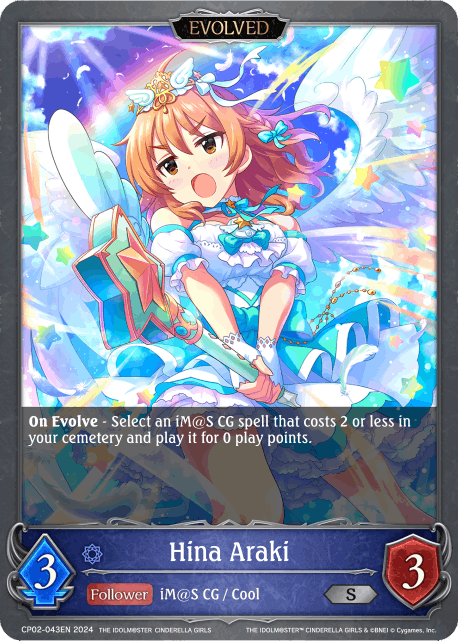 EVOLVED
On Evolve - Select an iM@S CG spell that costs 2 or less in
your cemetery and play it for 0 play points.
Hina Araki
3
Follower iM@S CG / Cool
S
3
CP02-043EN 2024 THE IDOLM@STER™ CINDERELLA GIRLS THE IDOLM@STER™ CINDERELLA GIRLS & ©BNEI © Cygames, Inc.